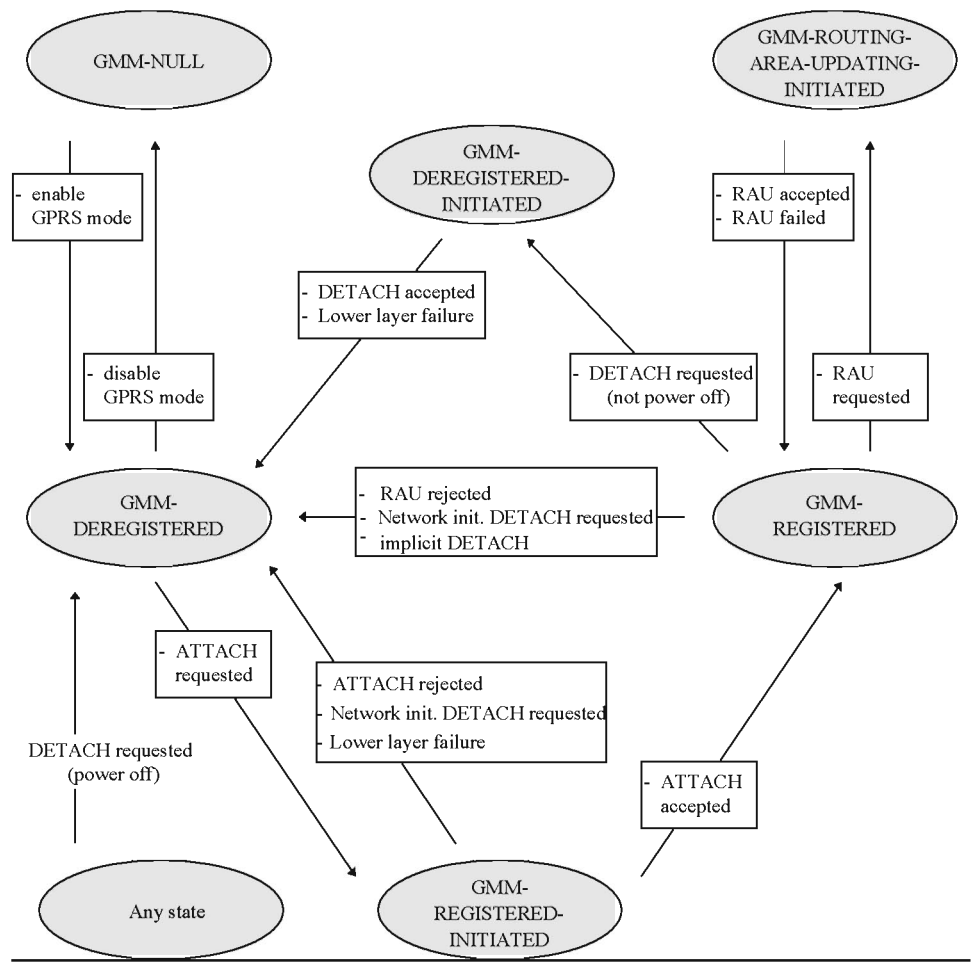 GMM-NULL
GMM-ROUTING-
AREA-UPDATING-
INITIATED
GMM-
DEREGISTERED-
INITIATED
- enable
GPRS mode
- RAU accepted
- RAU failed
- DETACH accepted
- Lower layer failure
- disable
GPRS mode
- DETACH requested
(not power off)
- RAU
requested
GMM-
DEREGISTERED
- RAU rejected
- Network init. DETACH requested
- implicit DETACH
GMM-
REGISTERED
- ATTACH
requested
- ATTACH rejected
- Network init. DETACH requested
- Lower layer failure
DETACH requested
(power off)
- ATTACH
accepted
Any state
GMM-
REGISTERED-
INITIATED